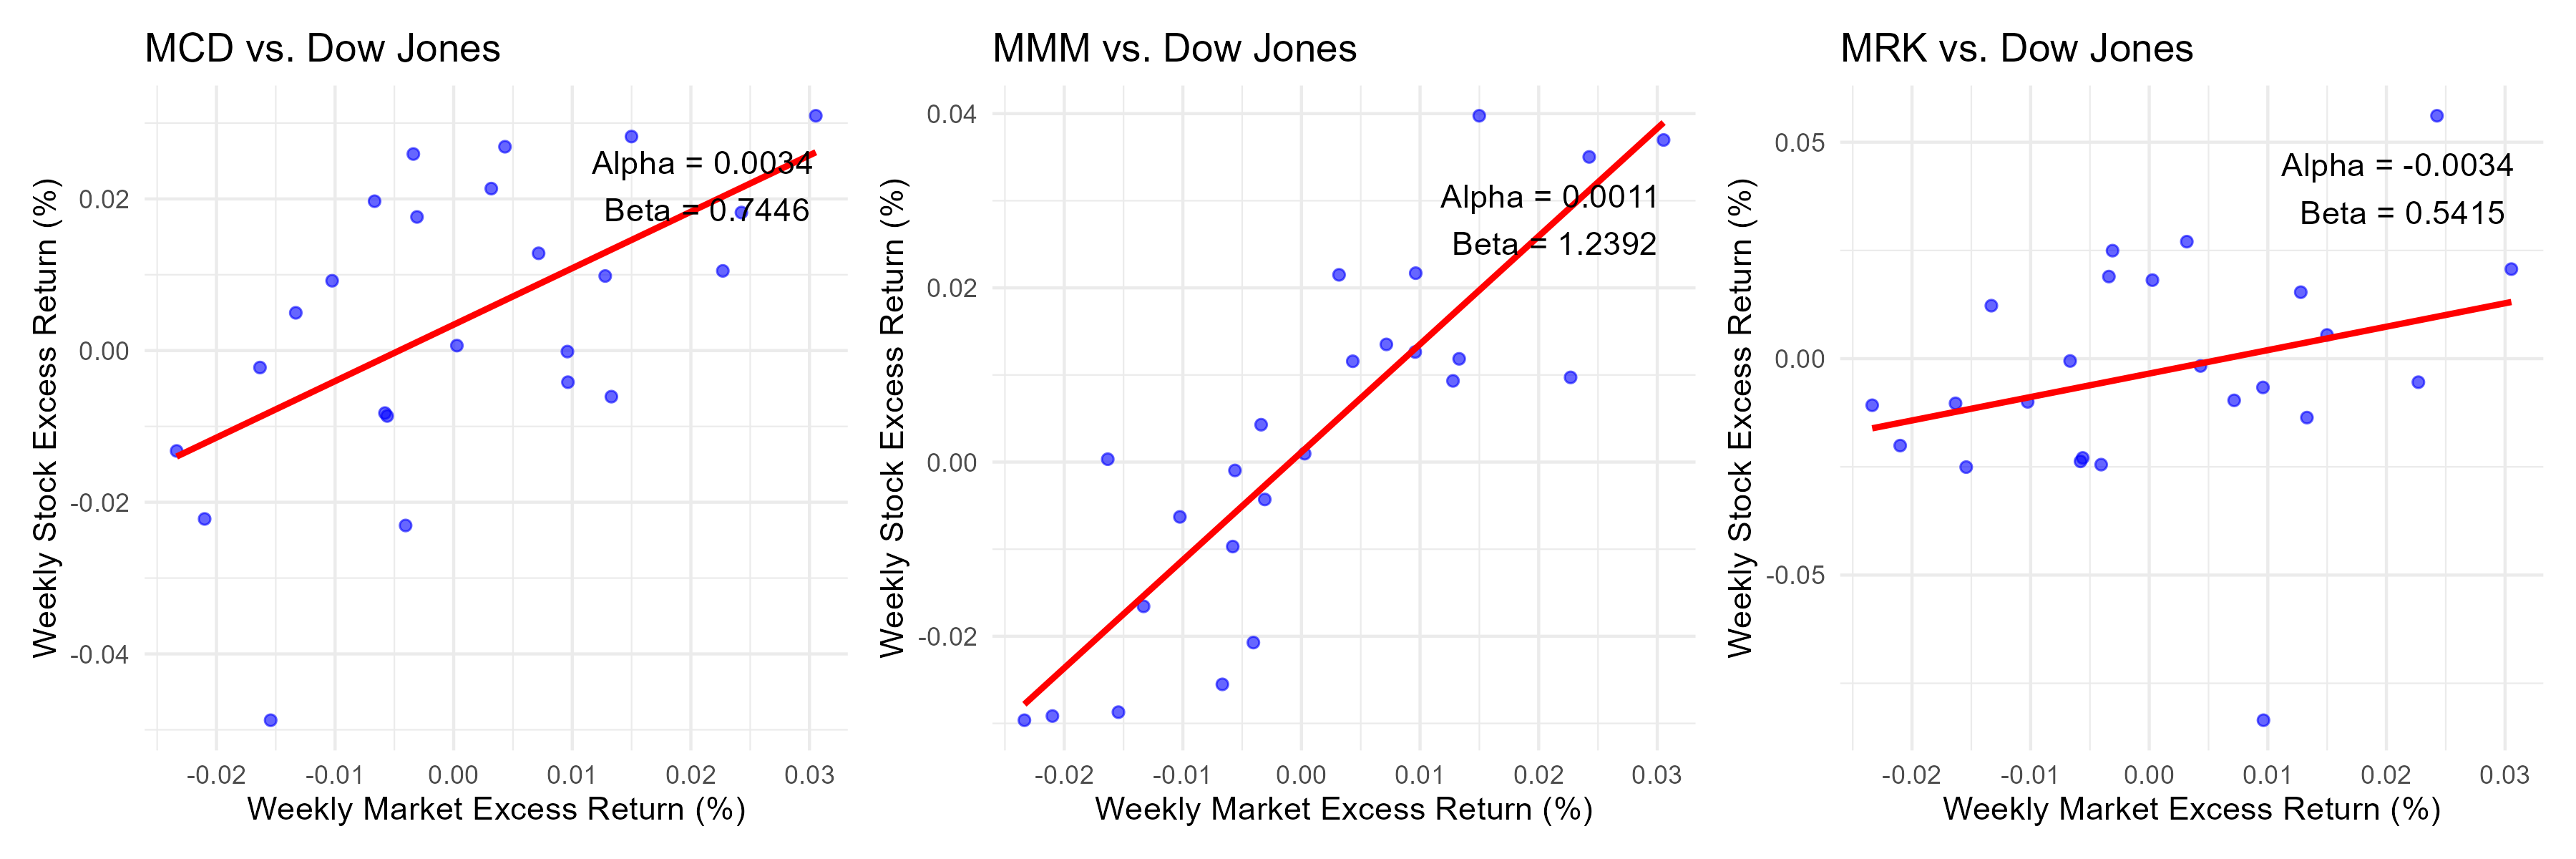 MCD vs. Dow Jones
Weekly Stock Excess Return (%)
0.02
0.00
-0.02
-0.04
Alpha = 0.0034
Beta = 0.7446
-0.02 -0.01 0.00 0.01 0.02 0.03
Weekly Market Excess Return (%)
MMM vs. Dow Jones
Weekly Stock Excess Return (%)
0.04
0.02
0.00
-0.02
Alpha = 0.0011
Beta = 1.2392
-0.02 -0.01 0.00 0.01 0.02 0.03
Weekly Market Excess Return (%)
MRK vs. Dow Jones
Weekly Stock Excess Return (%)
0.05
0.00
-0.05
Alpha = -0.0034
Beta = 0.5415
-0.02 -0.01 0.00 0.01 0.02 0.03
Weekly Market Excess Return (%)